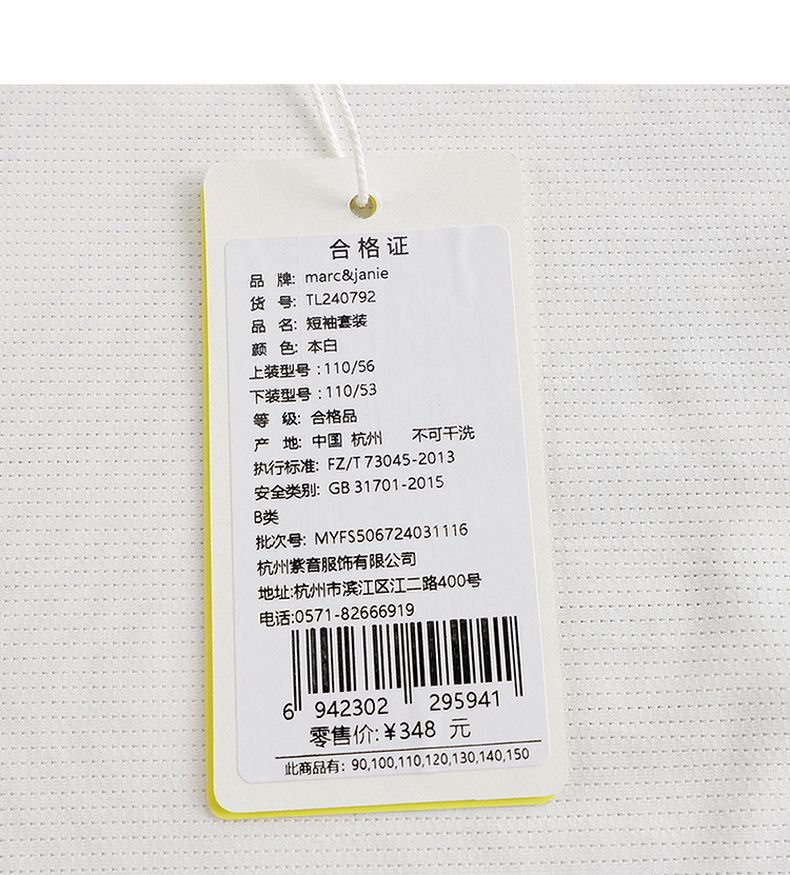 合格证
品 牌: marc&janie
货 号: TL240792
品 名: 短袖套装
颜 色: 本白
上装型号 :110/56
下装型号 :110/53
等 级: 合格品
产 地: 中国 杭州 不可干洗
执行标准: FZ/T 73045-2013
安全类别: GB 31701-2015
B类
批次号: MYFS506724031116
杭州紫音服饰有限公司
地址:杭州市滨江区江二路400号
电话:0571-82666919
6 942302 295941
零售价:¥348 元
此商品有: 90,100,110,120,130,140,150